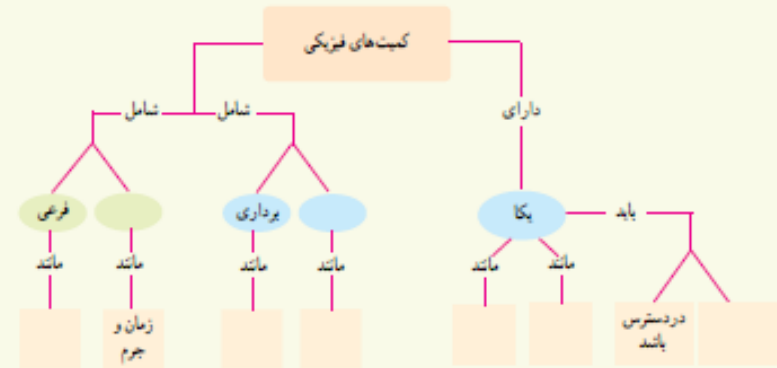 کمیت‌های فیزیکی
دارای
شامل
شامل
یکا
باید
برداری
فرعی
مانند
مانند
مانند
مانند
مانند
مانند
در دسترس
باشد
زمان و
جرم